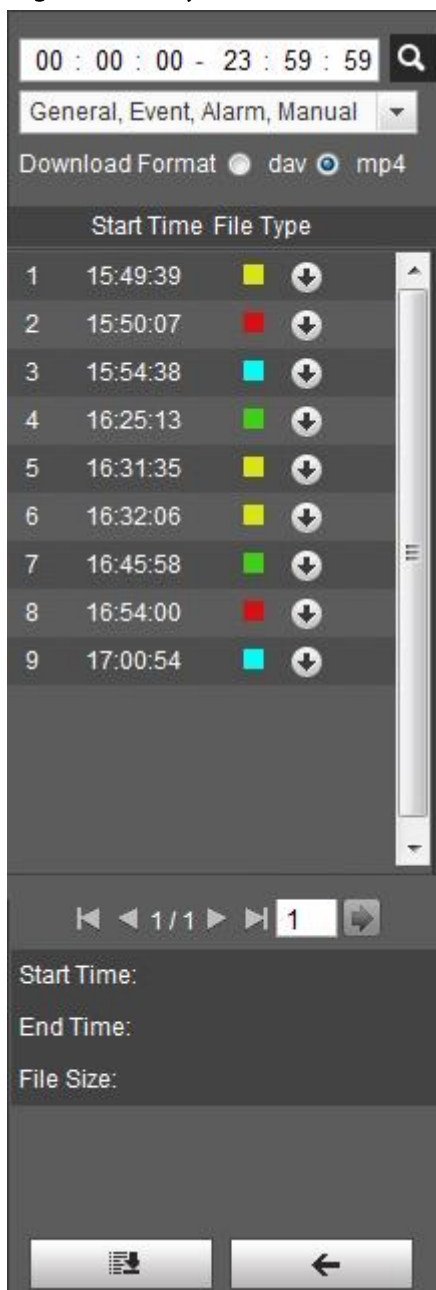 00 : 00 : 00 - 23 : 59 : 59
General, Event, Alarm, Manual
Download Format dav mp4
Start Time File Type
1 15:49:39
2 15:50:07
3 15:54:38
4 16:25:13
5 16:31:35
6 16:32:06
7 16:45:58
8 16:54:00
9 17:00:54
1/1 1
Start Time:
End Time:
File Size: